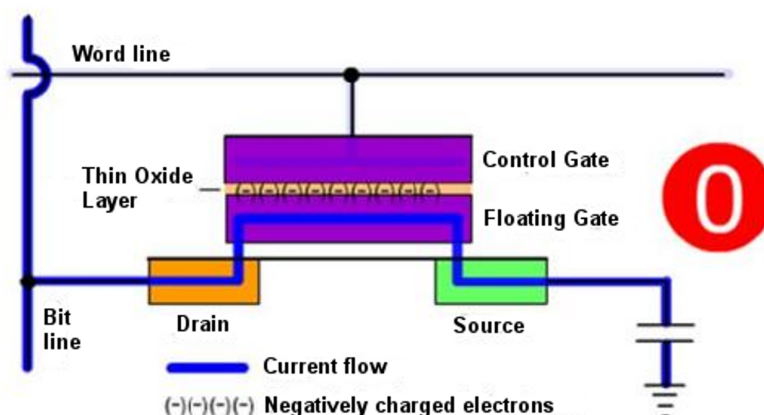 Word line
Control Gate
Thin Oxide
Layer
(-)(-)(-)(-)(-)(-)(-)(-)(-)
Floating Gate
0
Bit
line
Drain
Source
Current flow
(-)(-)(-)(-) Negatively charged electrons